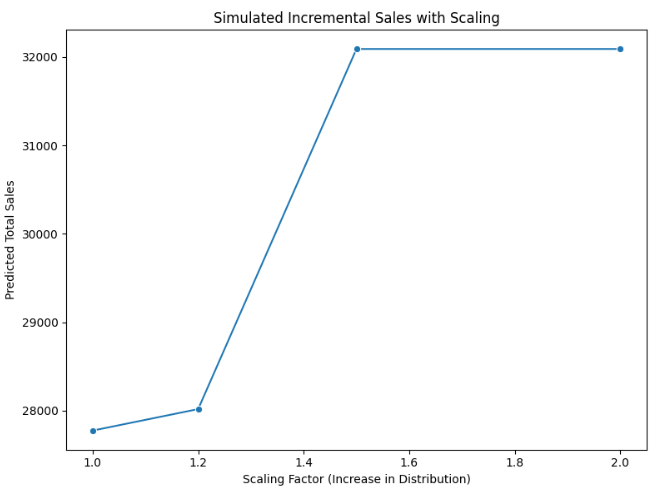 Simulated Incremental Sales with Scaling
Predicted Total Sales
32000
31000
30000
29000
28000
1.0 1.2 1.4 1.6 1.8 2.0
Scaling Factor (Increase in Distribution)